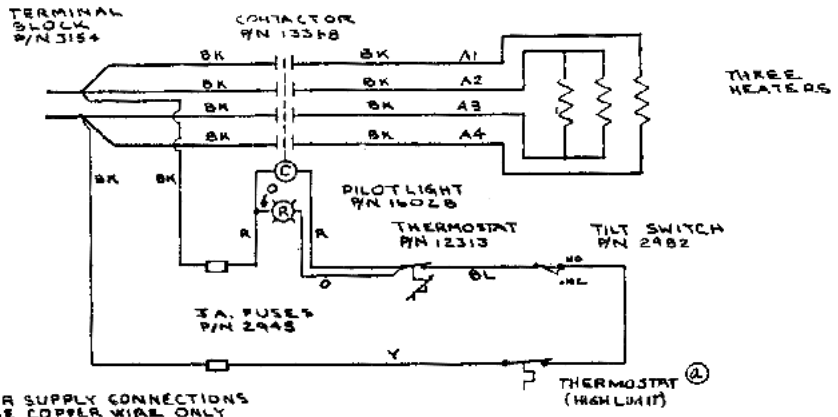 TERMINAL
BLOCK
P/N 3154
CONTACTOR
P/N 13368
BK BK A1
BK BK A2
BK BK A3
BK BK A4
THREE
HEATERS
C
BK BK
O
R
PILOT LIGHT
P/N 16028
R R
THERMOSTAT
P/N 12313
TILT SWITCH
P/N 2982
O
BL
NO
NC
3 A. FUSES
P/N 2945
Y
THERMOSTAT a
(HIGH LIMIT)
R SUPPLY CONNECTIONS
COPPER WIRE ONLY